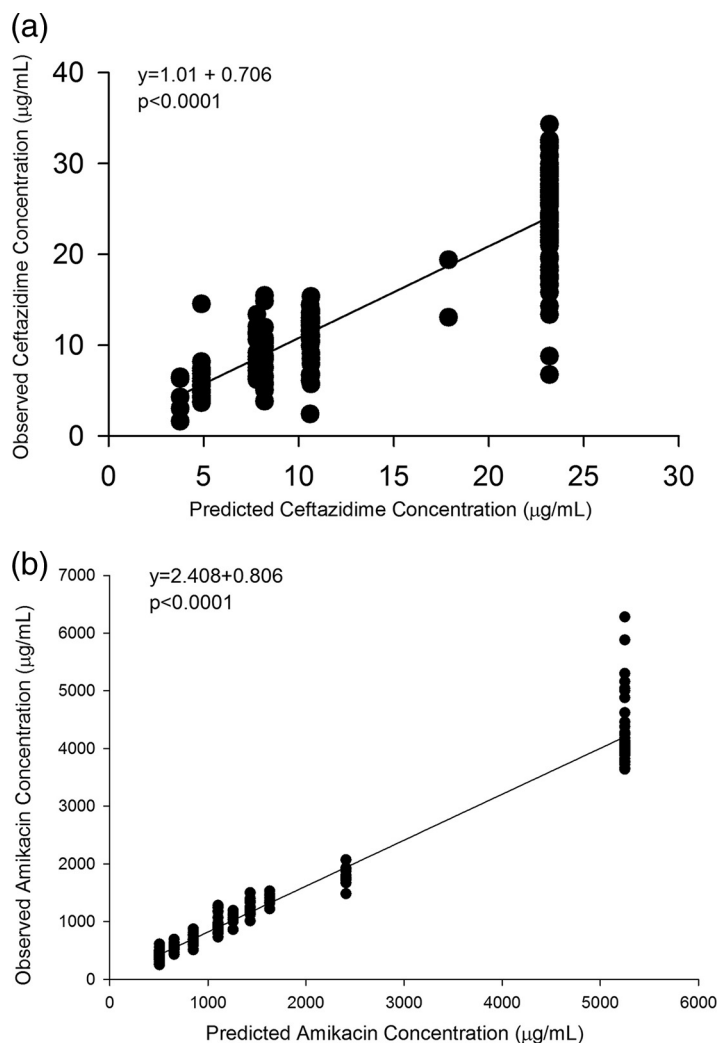 (a)
y=1.01 + 0.706
p<0.0001
Observed Ceftazidime Concentration (μg/mL)
40
30
20
10
0
0 5 10 15 20 25 30
Predicted Ceftazidime Concentration (μg/mL)
(b)
y=2.408+0.806
p<0.0001
Observed Amikacin Concentration (μg/mL)
7000
6000
5000
4000
3000
2000
1000
0
0 1000 2000 3000 4000 5000 6000
Predicted Amikacin Concentration (μg/mL)